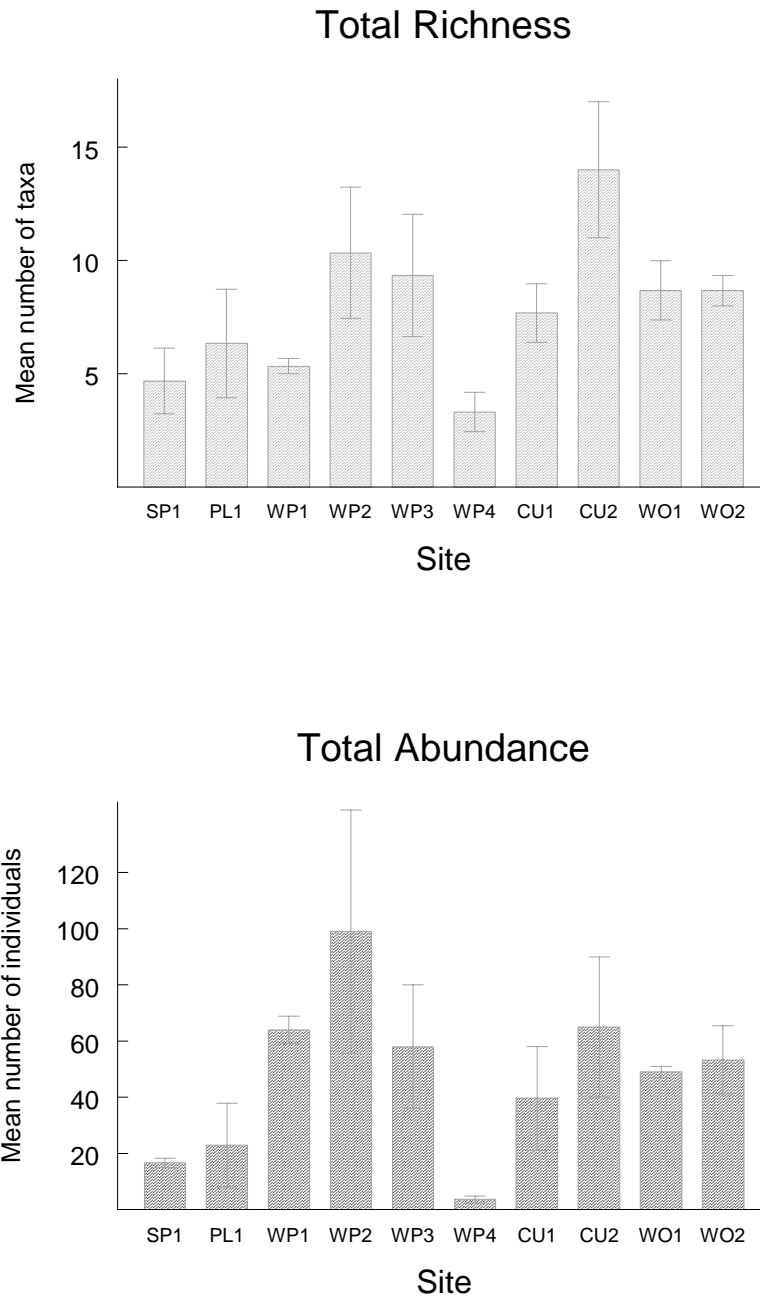 Total Richness
Mean number of taxa
15
10
5
SP1 PL1 WP1 WP2 WP3 WP4 CU1 CU2 WO1 WO2
Site
Total Abundance
Mean number of individuals
120
100
80
60
40
20
SP1 PL1 WP1 WP2 WP3 WP4 CU1 CU2 WO1 WO2
Site